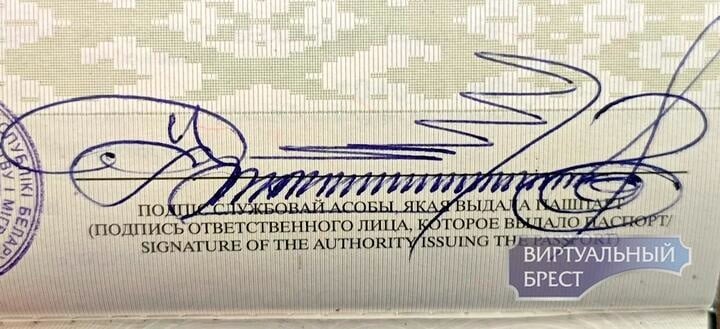 ПОДПІС СЛУЖБОВАЙ АСОБЫ, ЯКАЯ ВЫДАЛА ПАШПАРТ
(ПОДПИСЬ ОТВЕТСТВЕННОГО ЛИЦА, КОТОРОЕ ВЫДАЛО ПАСПОРТ/
SIGNATURE OF THE AUTHORITY ISSUING THE PASSPORT)
ВИРТУАЛЬНЫЙ
БРЕСТ